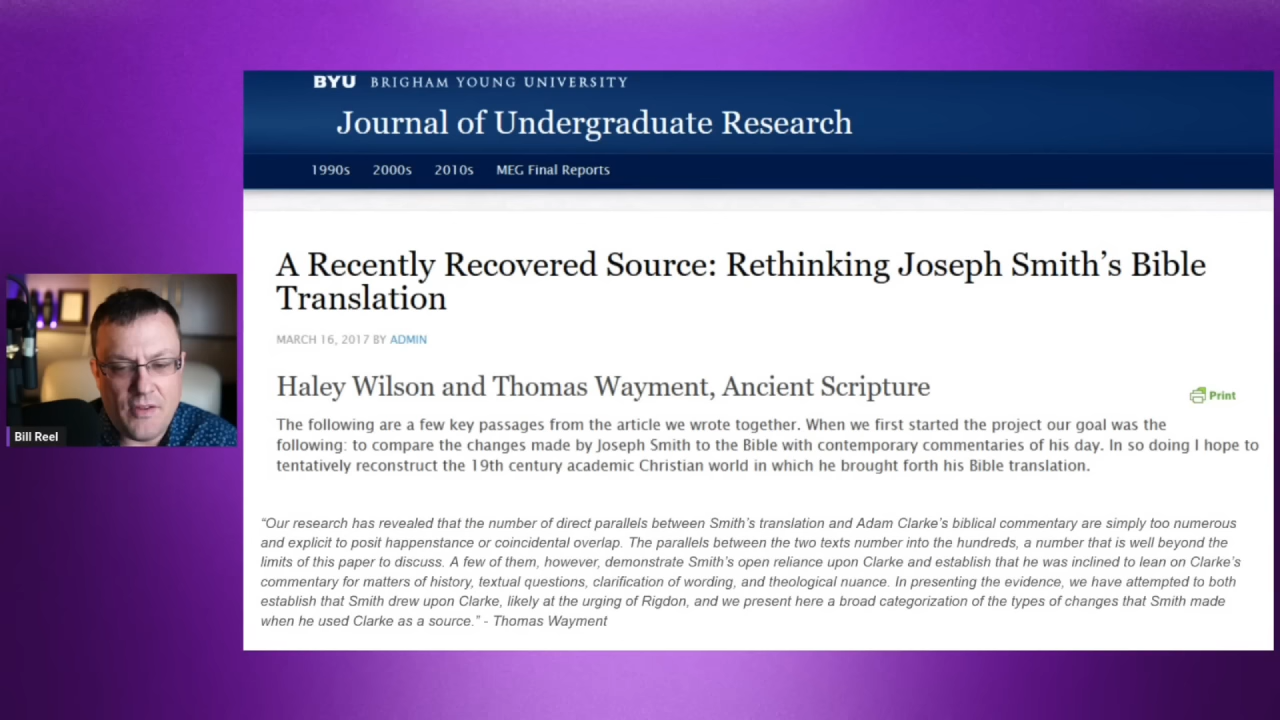 BYU BRIGHAM YOUNG UNIVERSITY
Journal of Undergraduate Research
1990s 2000s 2010s MEG Final Reports
A Recently Recovered Source: Rethinking Joseph Smith’s Bible
Translation
MARCH 16, 2017 BY ADMIN
Haley Wilson and Thomas Wayment, Ancient Scripture
Print
The following are a few key passages from the article we wrote together. When we first started the project our goal was the
following: to compare the changes made by Joseph Smith to the Bible with contemporary commentaries of his day. In so doing I hope to
tentatively reconstruct the 19th century academic Christian world in which he brought forth his Bible translation.
“Our research has revealed that the number of direct parallels between Smith’s translation and Adam Clarke’s biblical commentary are simply too numerous
and explicit to posit happenstance or coincidental overlap. The parallels between the two texts number into the hundreds, a number that is well beyond the
limits of this paper to discuss. A few of them, however, demonstrate Smith’s open reliance upon Clarke and establish that he was inclined to lean on Clarke’s
commentary for matters of history, textual questions, clarification of wording, and theological nuance. In presenting the evidence, we have attempted to both
establish that Smith drew upon Clarke, likely at the urging of Rigdon, and we present here a broad categorization of the types of changes that Smith made
when he used Clarke as a source.” - Thomas Wayment
Bill Reel